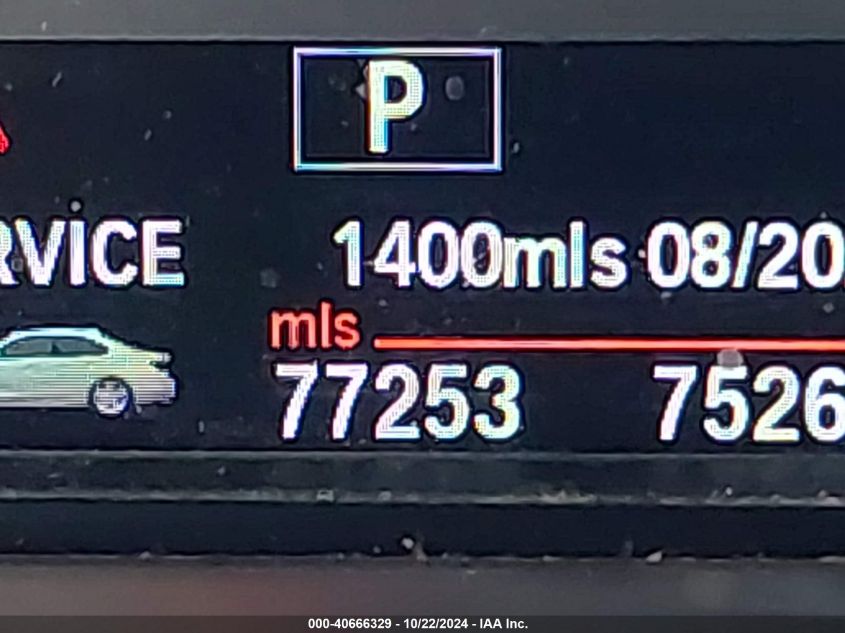 P
RVICE 1400mls 08/20
mls
77253 7526
000-40666329 - 10/22/2024 - IAA Inc.